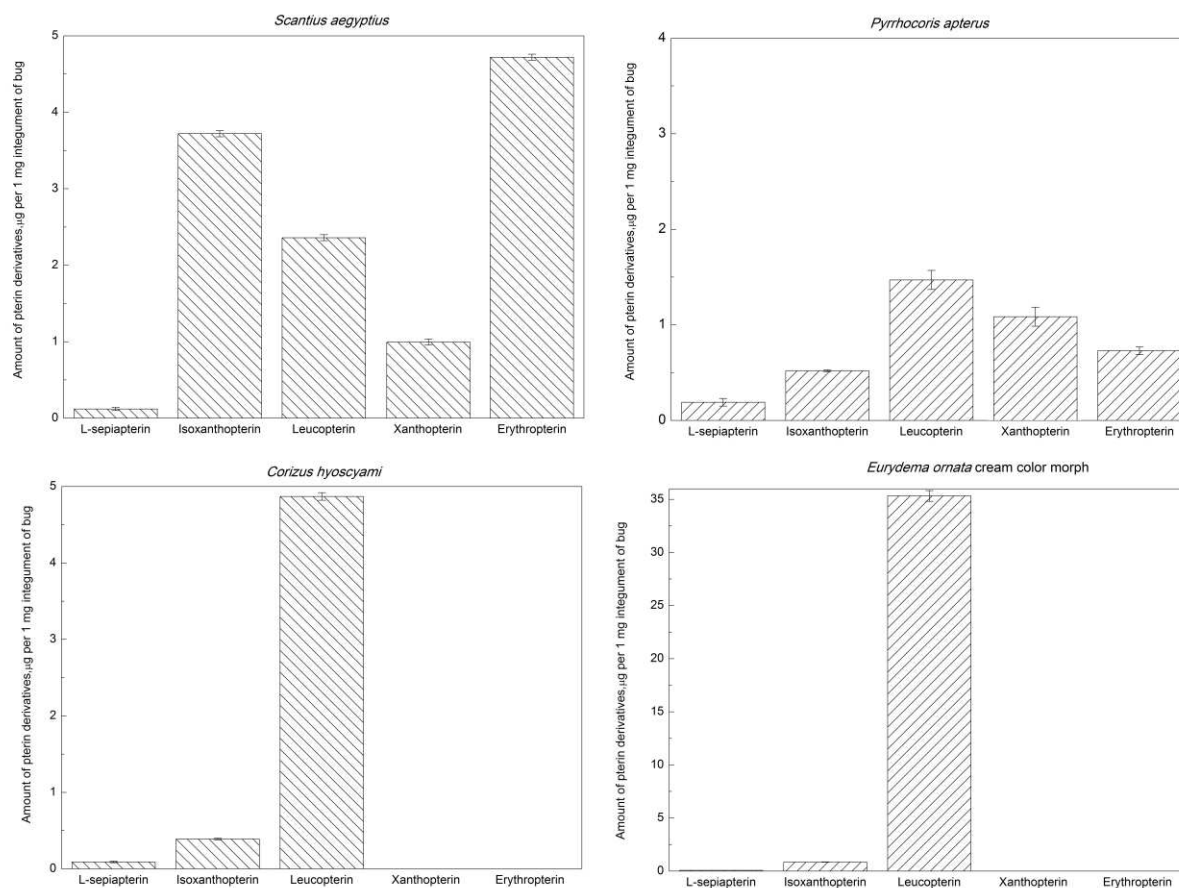 Scantius aegyptius
Amount of pterin derivatives,μg per 1 mg integument of bug
5
4
3
2
1
0
L-sepiapterin Isoxanthopterin Leucopterin Xanthopterin Erythropterin
Pyrrhocoris apterus
Amount of pterin derivatives,μg per 1 mg integument of bug
4
3
2
1
0
L-sepiapterin Isoxanthopterin Leucopterin Xanthopterin Erythropterin
Corizus hyoscyami
Amount of pterin derivatives,μg per 1 mg integument of bug
5
4
3
2
1
0
L-sepiapterin Isoxanthopterin Leucopterin Xanthopterin Erythropterin
Eurydema ornata cream color morph
Amount of pterin derivatives,μg per 1 mg integument of bug
35
30
25
20
15
10
5
0
L-sepiapterin Isoxanthopterin Leucopterin Xanthopterin Erythropterin